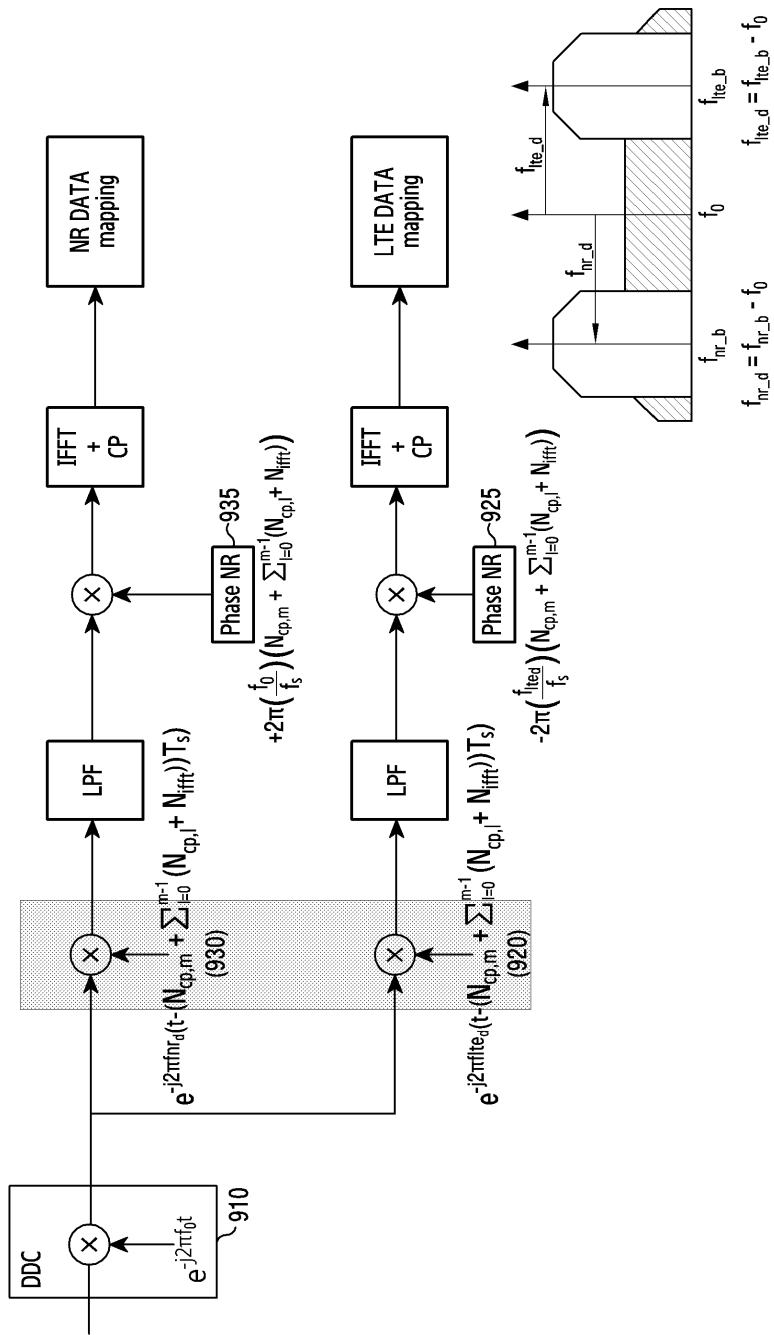 DDC
e^{-j2πf_0t}
910
e^{-j2πfnr_d}(t-(N_{cp,m} + ∑_{l=0}^{m-1}(N_{cp,l} + N_{ifft}))T_s)
(930)
LPF
Phase NR
935
+2π(f_0/f_s)(N_{cp,m} + ∑_{l=0}^{m-1}(N_{cp,l} + N_{ifft}))
IFFT
+
CP
NR DATA
mapping
e^{-j2πflte_d}(t-(N_{cp,m} + ∑_{l=0}^{m-1}(N_{cp,l} + N_{ifft}))T_s)
(920)
LPF
Phase NR
925
-2π(f_{lted}/f_s)(N_{cp,m} + ∑_{l=0}^{m-1}(N_{cp,l} + N_{ifft}))
IFFT
+
CP
LTE DATA
mapping
f_{nr_d}
f_{lte_d}
f_{nr_b}
f_0
f_{lte_b}
f_{nr_d} = f_{nr_b} - f_0
f_{lte_d} = f_{lte_b} - f_0